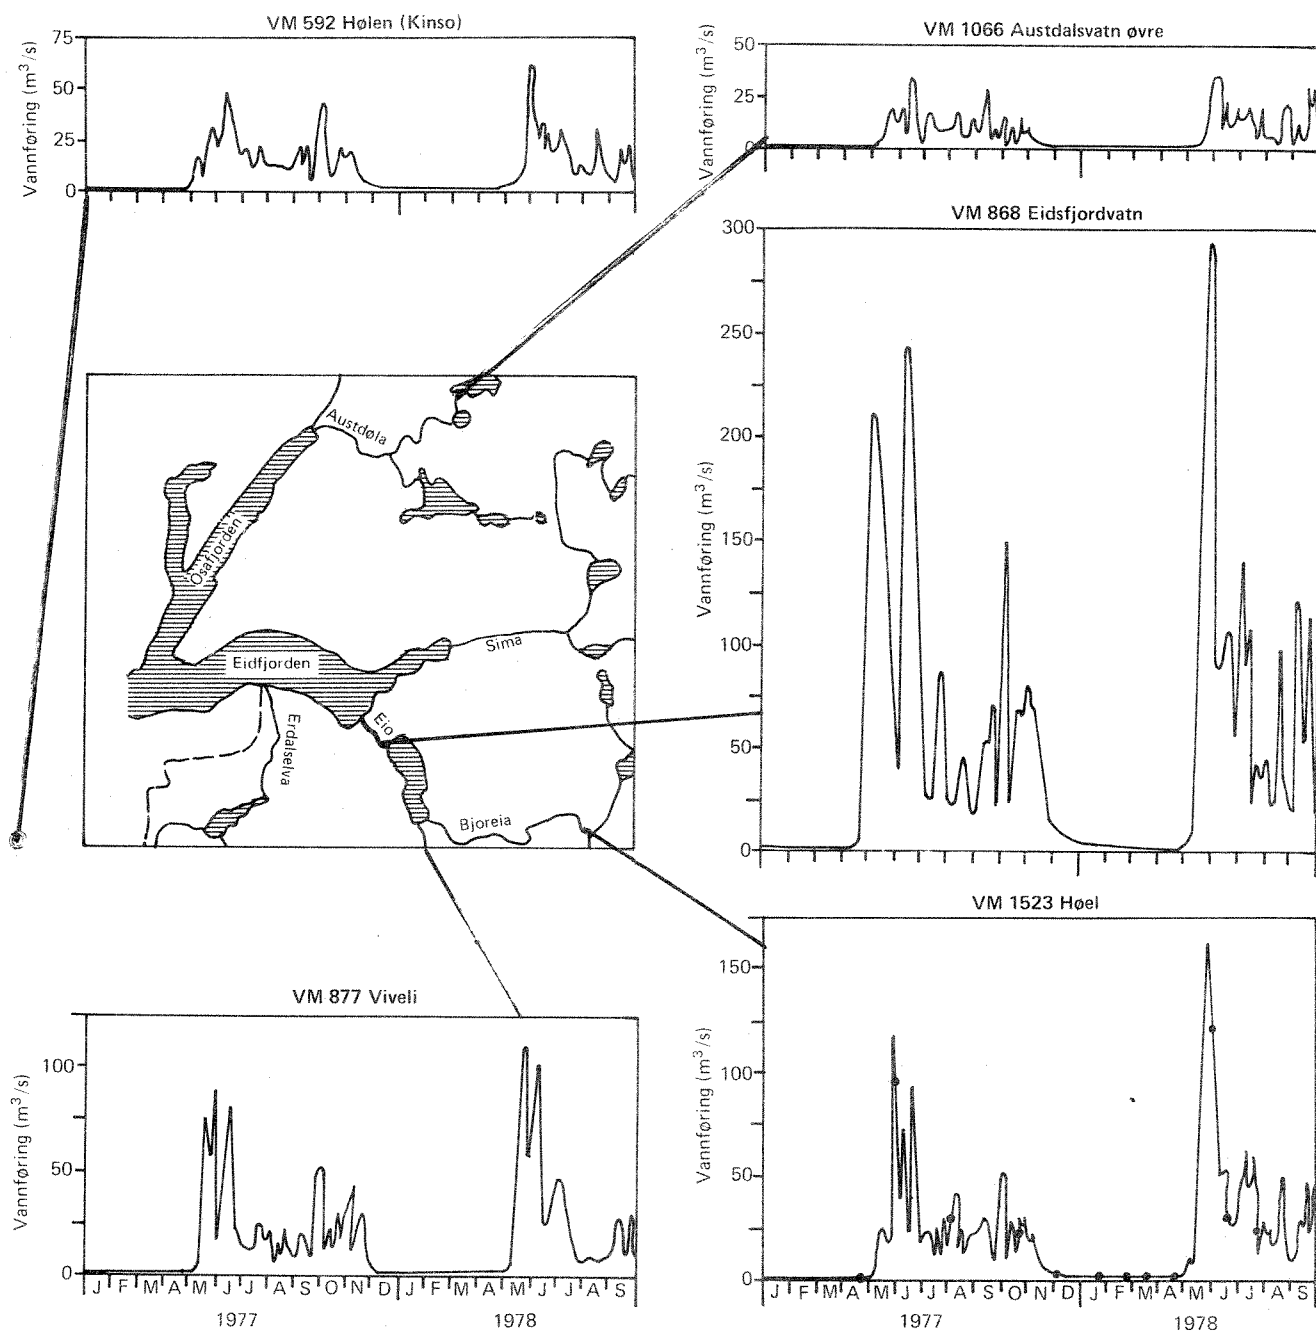 VM 592 Hølen (Kinso)
Vannføring (m³/s)
75
50
25
0
VM 1066 Austdalsvatn øvre
Vannføring (m³/s)
50
25
0
VM 868 Eidsfjordvatn
Vannføring (m³/s)
300
250
200
150
100
50
0
Austdøla
Osafjorden
Eidfjorden
Sima
Eio
Erdalselva
Bjoreia
VM 877 Viveli
Vannføring (m³/s)
100
50
0
J F M A M J J A S O N D J F M A M J J A S
1977 1978
VM 1523 Høel
Vannføring (m³/s)
150
100
50
0
J F M A M J J A S O N D J F M A M J J A S
1977 1978